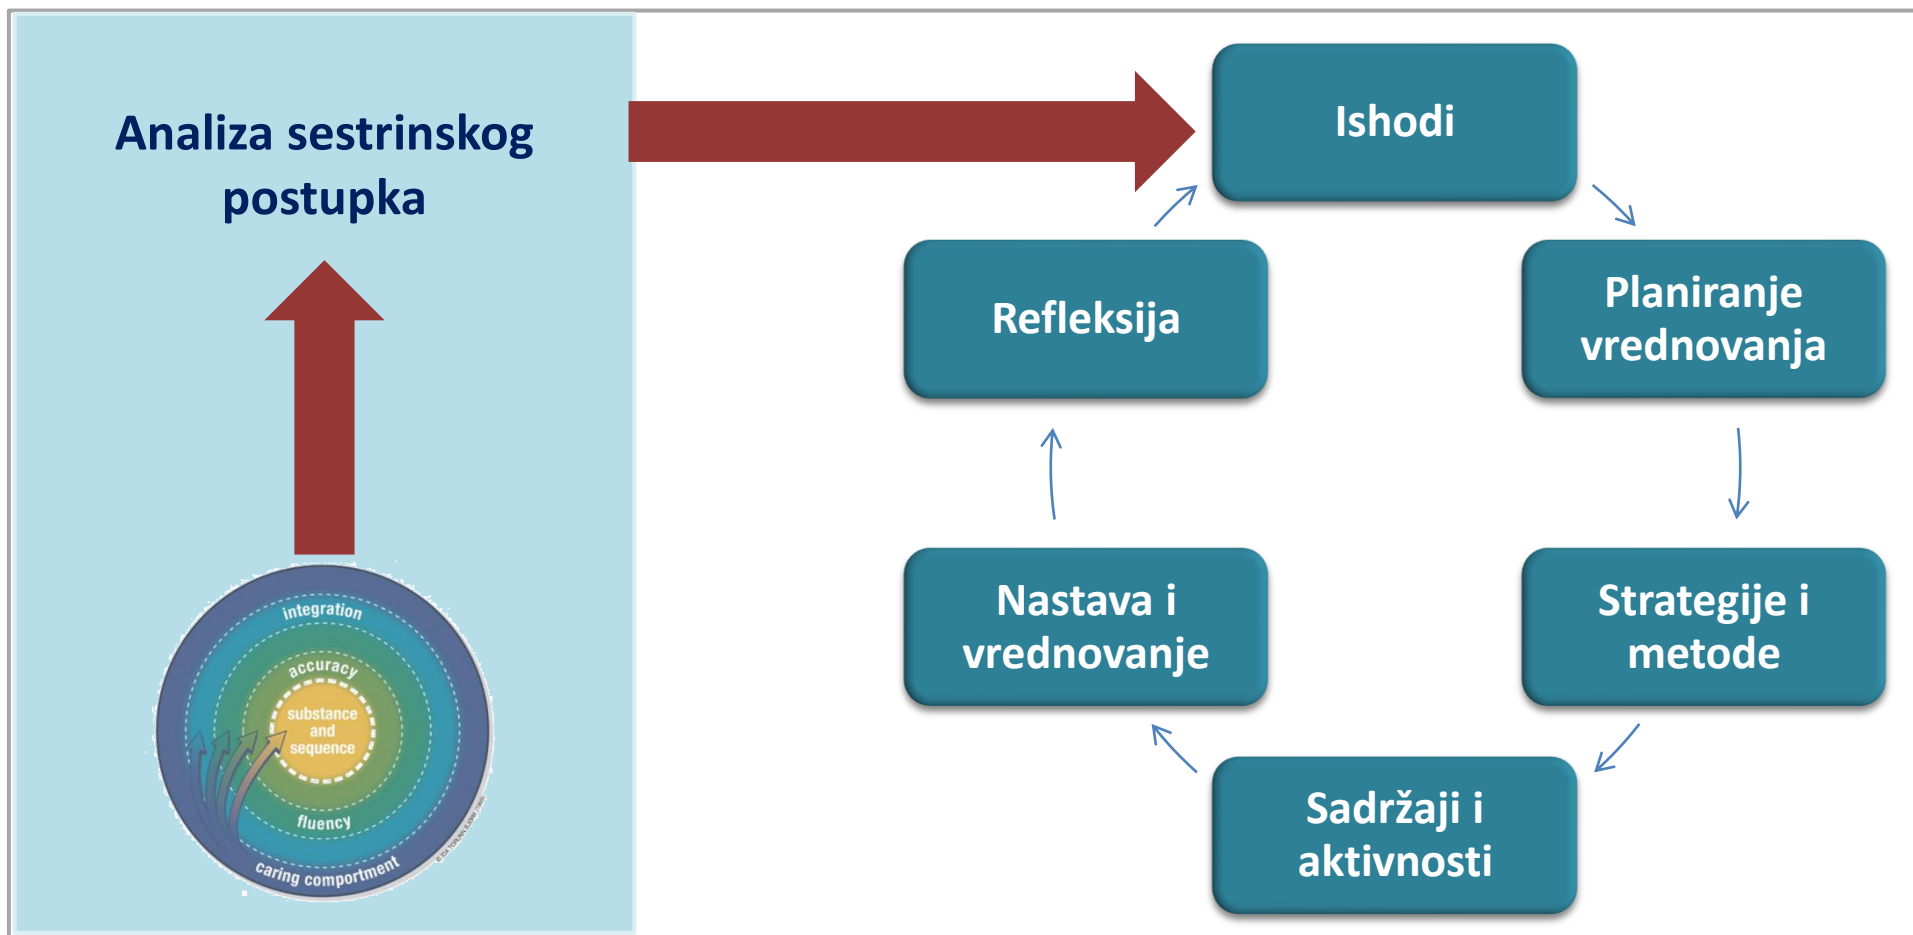 Analiza sestrinskog
postupka
integration
accuracy
substance
and
sequence
fluency
caring comportment
Ishodi
Planiranje
vrednovanja
Strategije i
metode
Sadržaji i
aktivnosti
Nastava i
vrednovanje
Refleksija